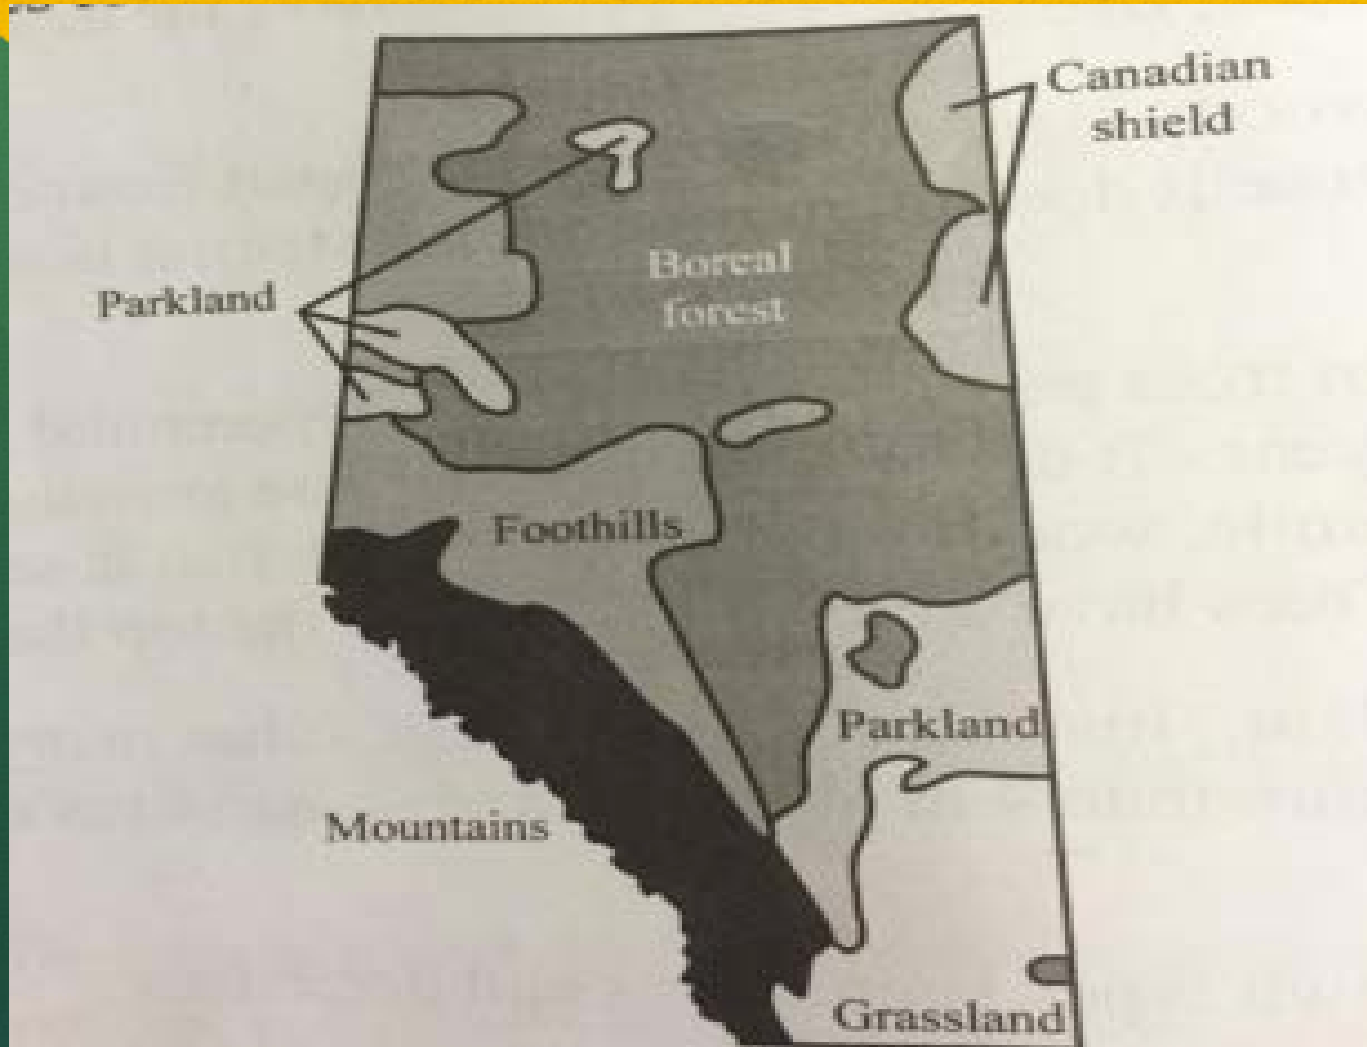 Canadian
shield
Boreal
forest
Parkland
Foothills
Parkland
Mountains
Grassland